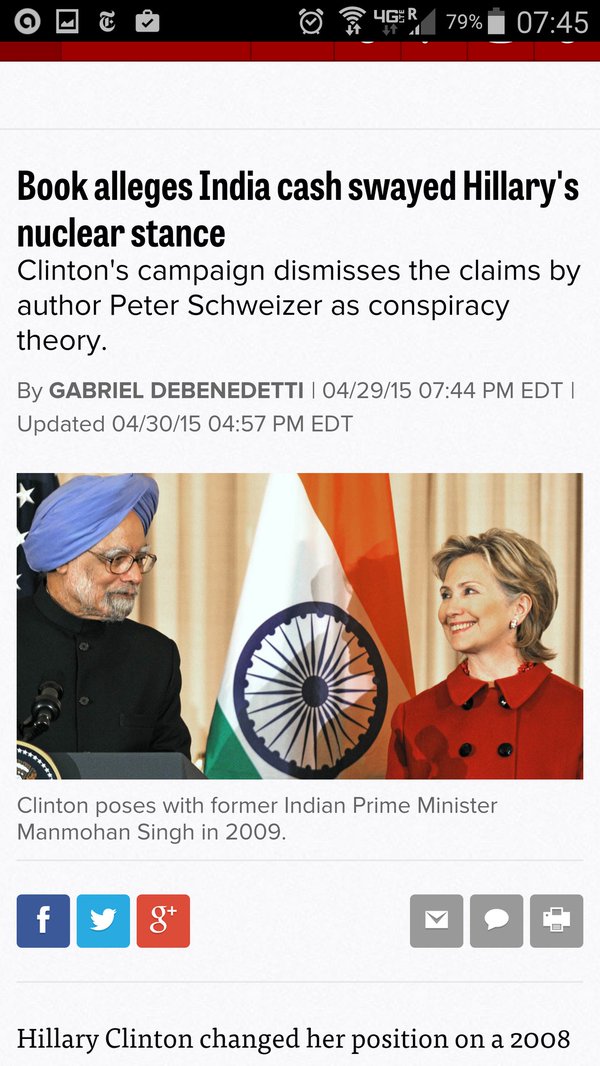 4G LTE R 79% 07:45
Book alleges India cash swayed Hillary's
nuclear stance
Clinton's campaign dismisses the claims by
author Peter Schweizer as conspiracy
theory.
By GABRIEL DEBENEDETTI | 04/29/15 07:44 PM EDT |
Updated 04/30/15 04:57 PM EDT
Clinton poses with former Indian Prime Minister
Manmohan Singh in 2009.
f g+
Hillary Clinton changed her position on a 2008